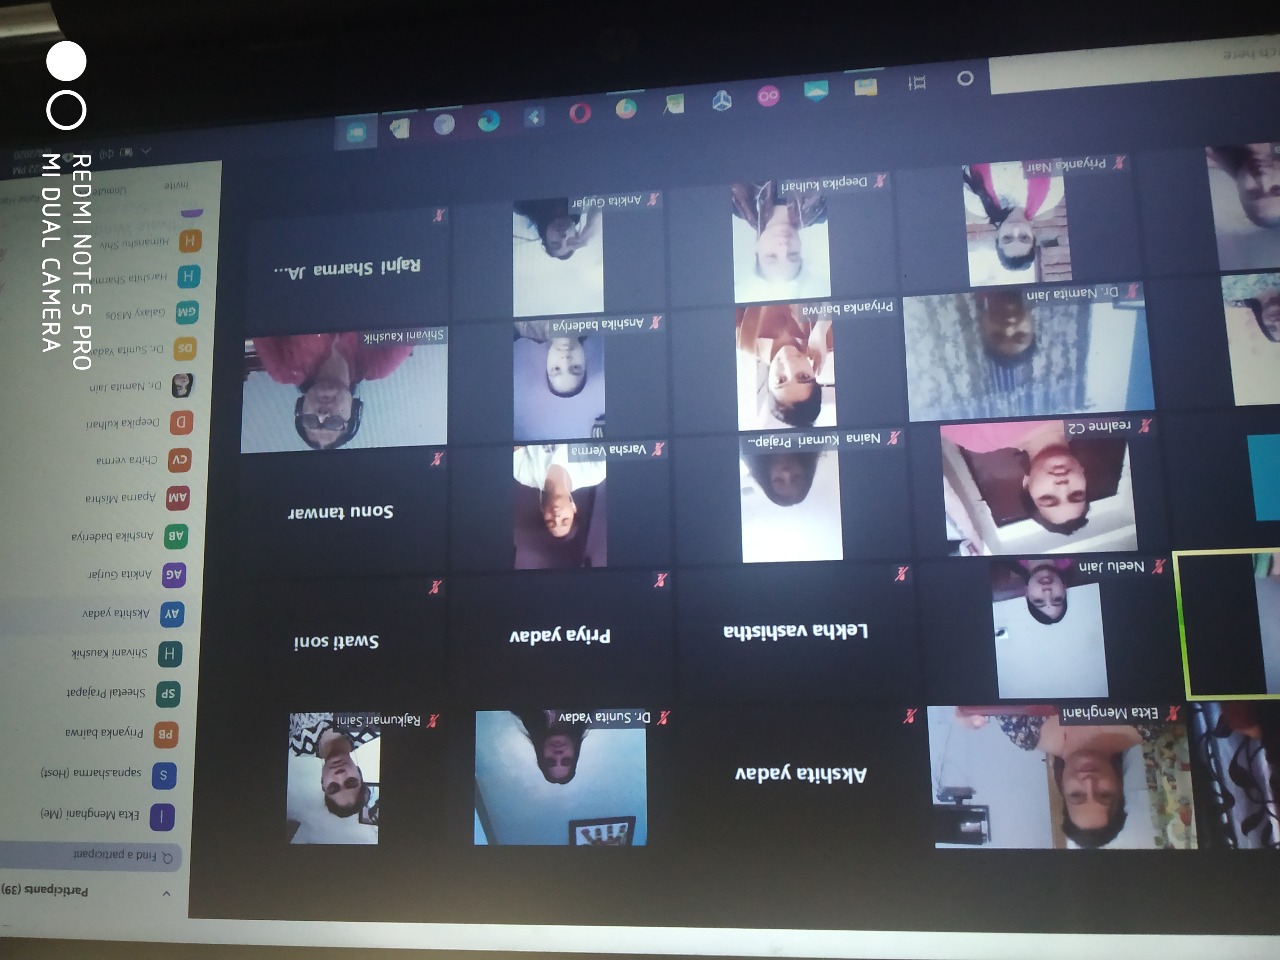 Participants (39)
Find a participant
Ekta Menghani
Akshita yadav
Dr. Sunita Yadav
Rajkumari Saini
Neelu Jain
Lekha vashistha
Priya yadav
Swati soni
realme C2
Naina Kumari Prajap...
Varsha Verma
Sonu tanwar
Dr. Namita Jain
Priyanka bairwa
Anshika baderiya
Shivani Kaushik
Priyanka Nair
Deepika kulhari
Ankita Gurjar
Rajni Sharma JA...
I Ekta Menghani (Me)
S sapna.sharma (Host)
PB Priyanka bairwa
SP Sheetal Prajapat
H Shivani Kaushik
AY Akshita yadav
AG Ankita Gurjar
AB Anshika baderiya
AM Aparna Mishra
CV Chitra verma
D Deepika kulhari
Dr. Namita Jain
DS Dr. Sunita Yadav
GM Galaxy M30s
H Harshita Sharma
H Himanshu Shiv
Invite
REDMI NOTE 5 PRO
MI DUAL CAMERA